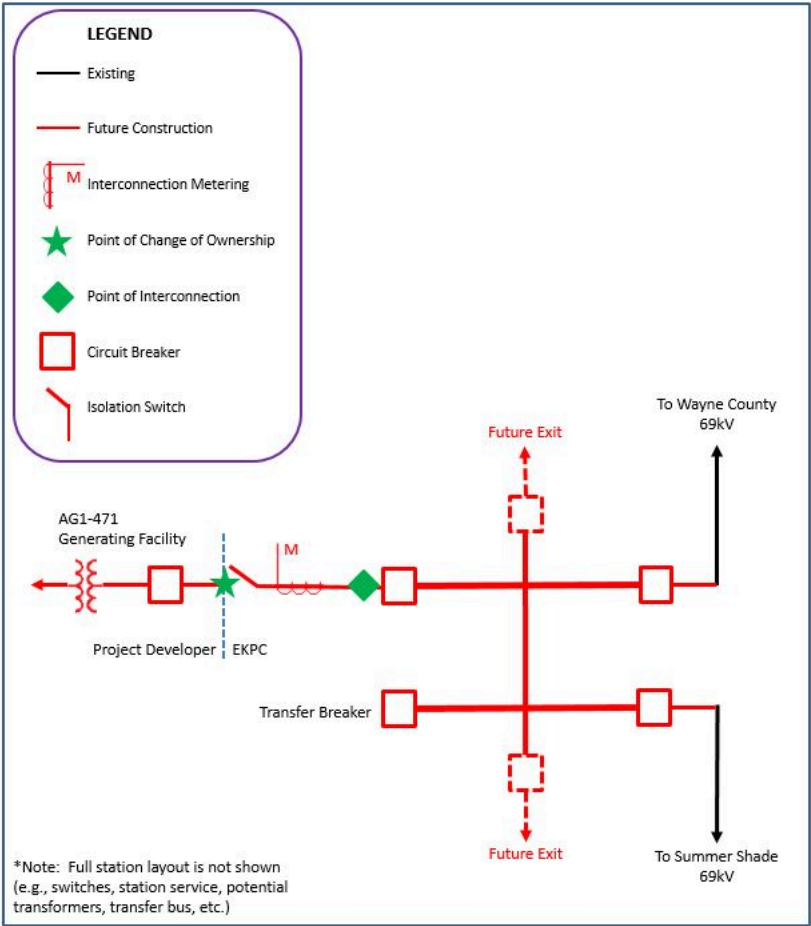 LEGEND
Existing
Future Construction
M
Interconnection Metering
Point of Change of Ownership
Point of Interconnection
Circuit Breaker
Isolation Switch
To Wayne County
69kV
Future Exit
AG1-471
Generating Facility
M
Project Developer
EKPC
Transfer Breaker
Future Exit
To Summer Shade
69kV
*Note: Full station layout is not shown
(e.g., switches, station service, potential
transformers, transfer bus, etc.)